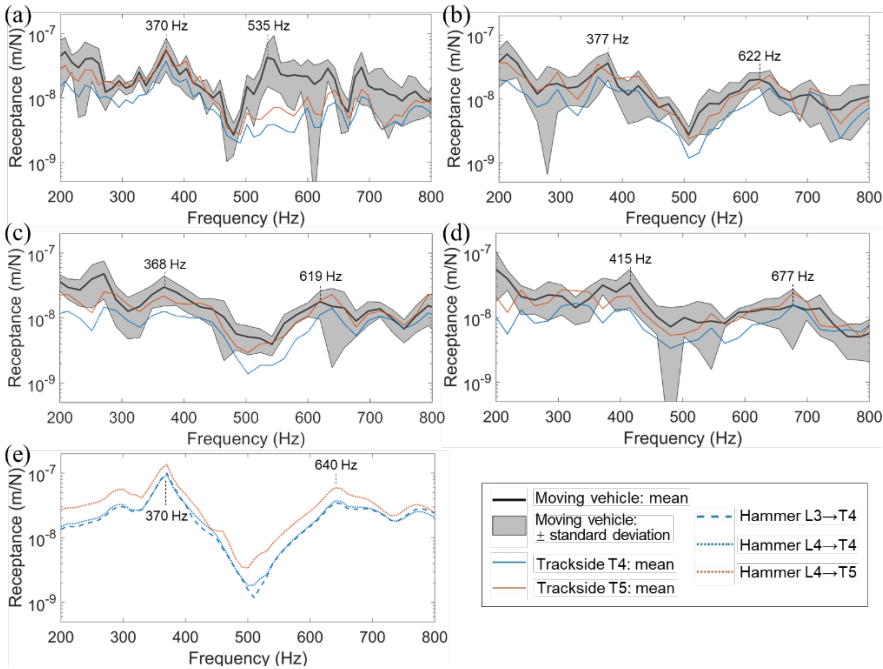 (a)
370 Hz
535 Hz
10^-7
10^-8
10^-9
Receptance (m/N)
200 300 400 500 600 700 800
Frequency (Hz)
(b)
377 Hz
622 Hz
10^-7
10^-8
10^-9
Receptance (m/N)
200 300 400 500 600 700 800
Frequency (Hz)
(c)
368 Hz
619 Hz
10^-7
10^-8
10^-9
Receptance (m/N)
200 300 400 500 600 700 800
Frequency (Hz)
(d)
415 Hz
677 Hz
10^-7
10^-8
10^-9
Receptance (m/N)
200 300 400 500 600 700 800
Frequency (Hz)
(e)
370 Hz
640 Hz
10^-7
10^-8
10^-9
Receptance (m/N)
200 300 400 500 600 700 800
Frequency (Hz)
Moving vehicle: mean
Moving vehicle:
± standard deviation
Trackside T4: mean
Trackside T5: mean
Hammer L3→T4
Hammer L4→T4
Hammer L4→T5